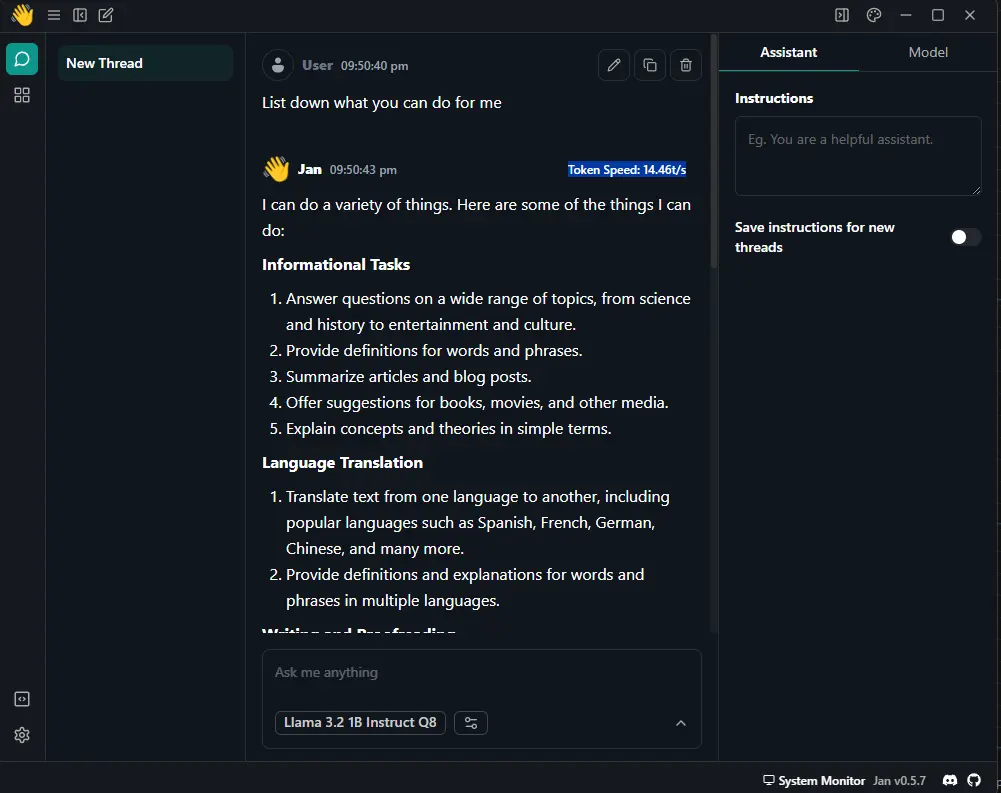 New Thread
User 09:50:40 pm
List down what you can do for me
Jan 09:50:43 pm
Token Speed: 14.46t/s
I can do a variety of things. Here are some of the things I can
do:
Informational Tasks
1. Answer questions on a wide range of topics, from science
and history to entertainment and culture.
2. Provide definitions for words and phrases.
3. Summarize articles and blog posts.
4. Offer suggestions for books, movies, and other media.
5. Explain concepts and theories in simple terms.
Language Translation
1. Translate text from one language to another, including
popular languages such as Spanish, French, German,
Chinese, and many more.
2. Provide definitions and explanations for words and
phrases in multiple languages.
Writing and Proofreading
Ask me anything
Llama 3.2 1B Instruct Q8
Assistant
Model
Instructions
Eg. You are a helpful assistant.
Save instructions for new
threads
System Monitor
Jan v0.5.7